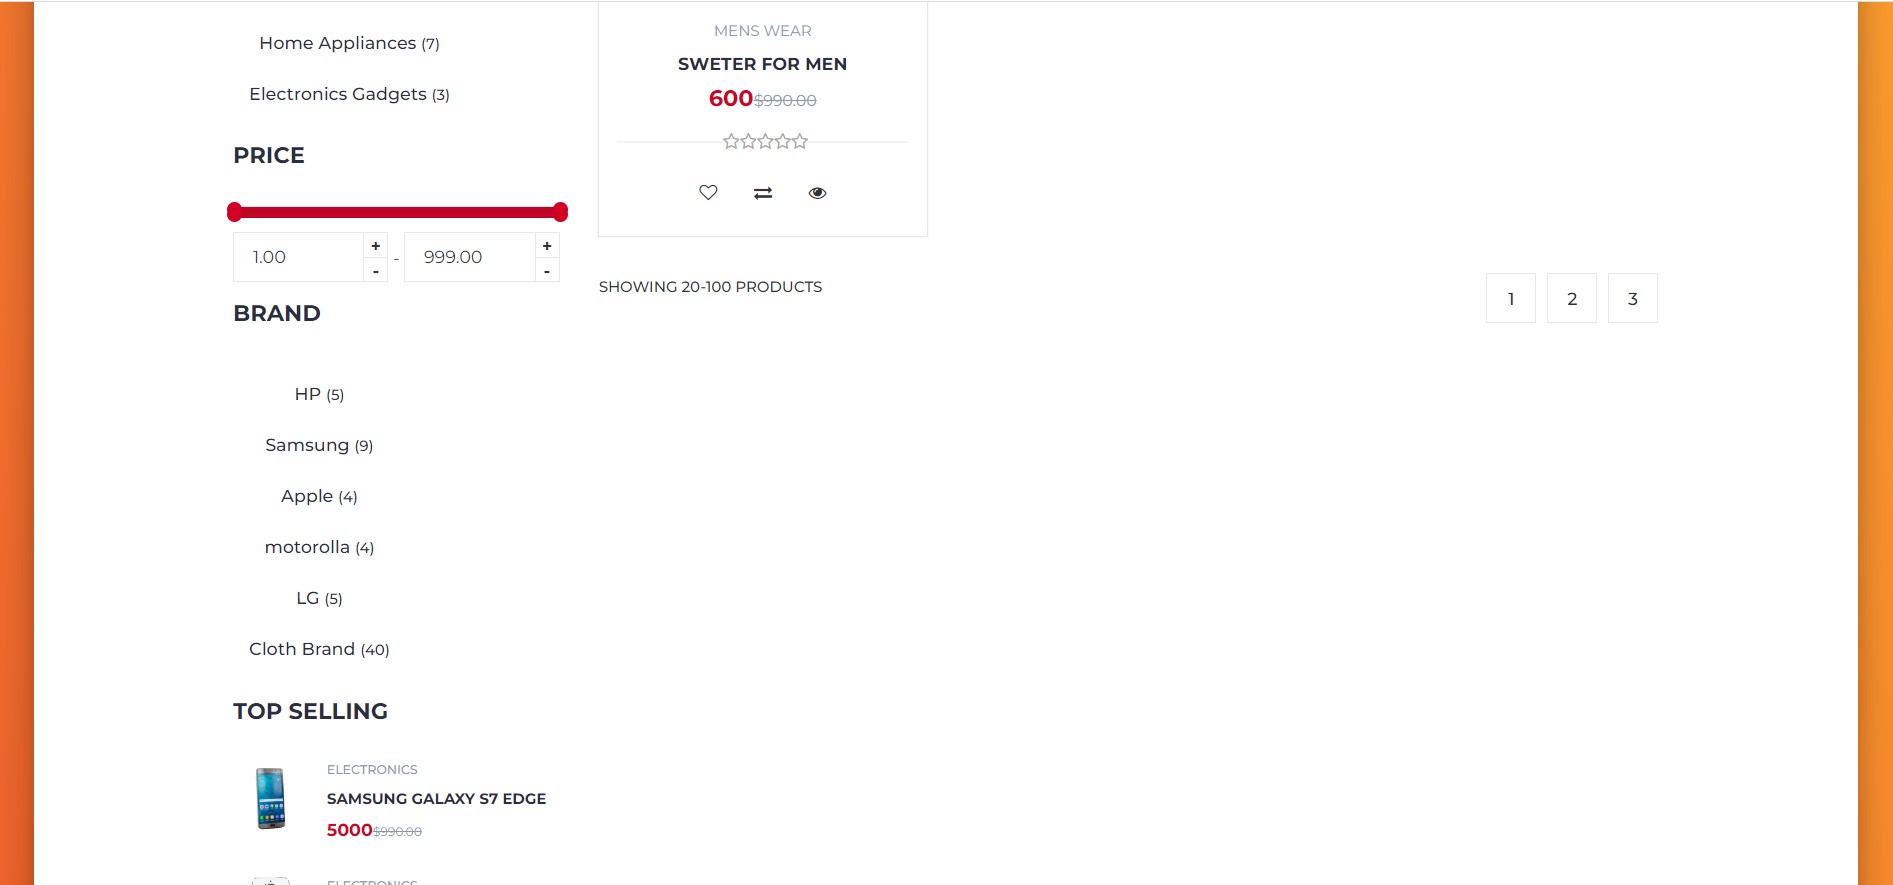 Home Appliances (7)
Electronics Gadgets (3)
PRICE
1.00
+
-
-
999.00
+
-
BRAND
HP (5)
Samsung (9)
Apple (4)
motorolla (4)
LG (5)
Cloth Brand (40)
TOP SELLING
ELECTRONICS
SAMSUNG GALAXY S7 EDGE
5000$990.00
ELECTRONICS
MENS WEAR
SWETER FOR MEN
600$990.00
SHOWING 20-100 PRODUCTS
1 2 3